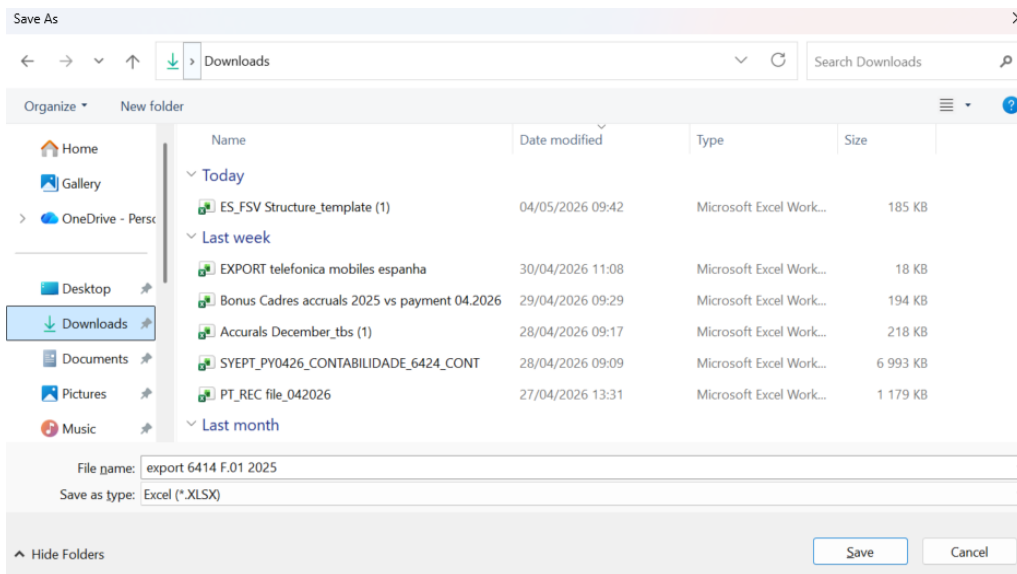 Save As
Downloads
Search Downloads
Organize
New folder
Name
Date modified
Type
Size
Home
Gallery
OneDrive - Perso
Desktop
Downloads
Documents
Pictures
Music
Today
ES_FSV Structure_template (1) 04/05/2026 09:42 Microsoft Excel Work... 185 KB
Last week
EXPORT telefonica mobiles espanha 30/04/2026 11:08 Microsoft Excel Work... 18 KB
Bonus Cadres accruals 2025 vs payment 04.2026 29/04/2026 09:29 Microsoft Excel Work... 194 KB
Accurals December_tbs (1) 28/04/2026 09:17 Microsoft Excel Work... 218 KB
SYEPT_PY0426_CONTABILIDADE_6424_CONT 28/04/2026 09:09 Microsoft Excel Work... 6 993 KB
PT_REC file_042026 27/04/2026 13:31 Microsoft Excel Work... 1 179 KB
Last month
File name: export 6414 F.01 2025
Save as type: Excel (*.XLSX)
Hide Folders
Save
Cancel